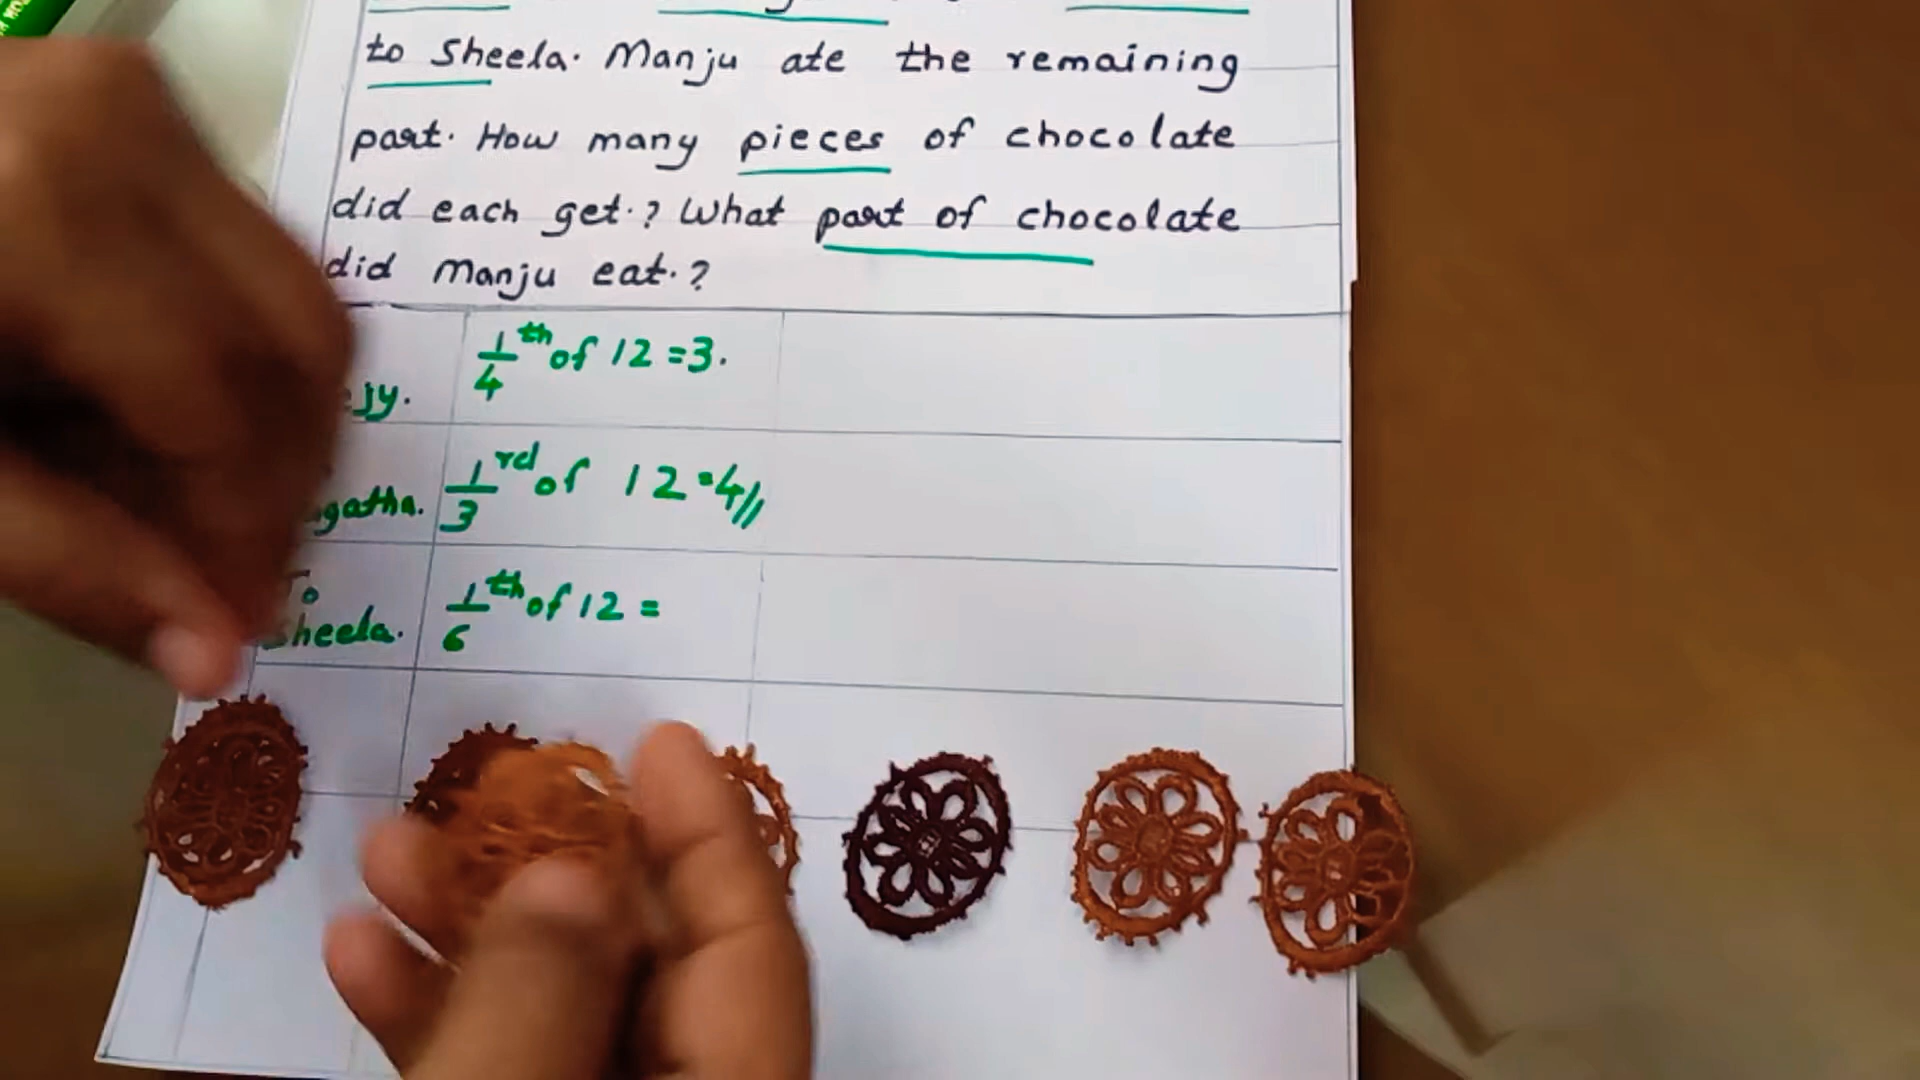 to Sheela. Manju ate the remaining
part. How many pieces of chocolate
did each get.? What part of chocolate
did Manju eat.?
1/4 th of 12 = 3.
1/3 rd of 12 = 4//
To
Sheela. 1/6 th of 12 =